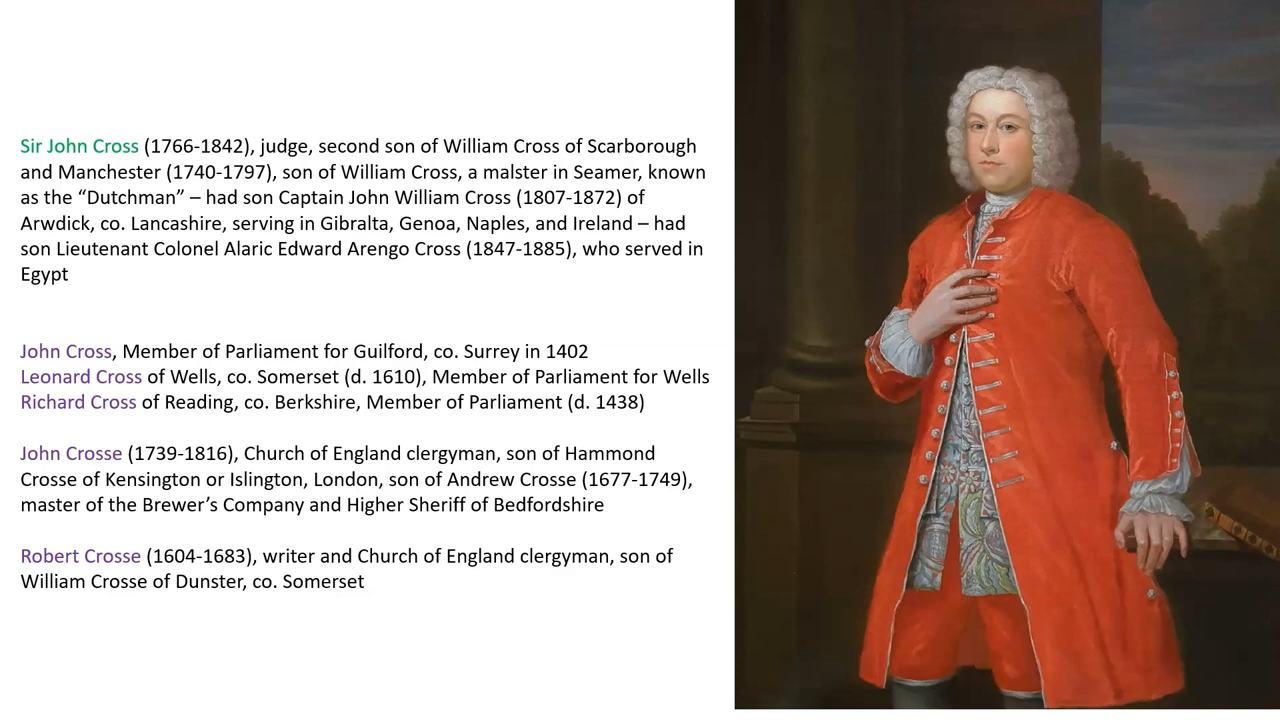 Sir John Cross (1766-1842), judge, second son of William Cross of Scarborough
and Manchester (1740-1797), son of William Cross, a malster in Seamer, known
as the “Dutchman” – had son Captain John William Cross (1807-1872) of
Arwdick, co. Lancashire, serving in Gibralta, Genoa, Naples, and Ireland – had
son Lieutenant Colonel Alaric Edward Arengo Cross (1847-1885), who served in
Egypt
John Cross, Member of Parliament for Guilford, co. Surrey in 1402
Leonard Cross of Wells, co. Somerset (d. 1610), Member of Parliament for Wells
Richard Cross of Reading, co. Berkshire, Member of Parliament (d. 1438)
John Crosse (1739-1816), Church of England clergyman, son of Hammond
Crosse of Kensington or Islington, London, son of Andrew Crosse (1677-1749),
master of the Brewer’s Company and Higher Sheriff of Bedfordshire
Robert Crosse (1604-1683), writer and Church of England clergyman, son of
William Crosse of Dunster, co. Somerset